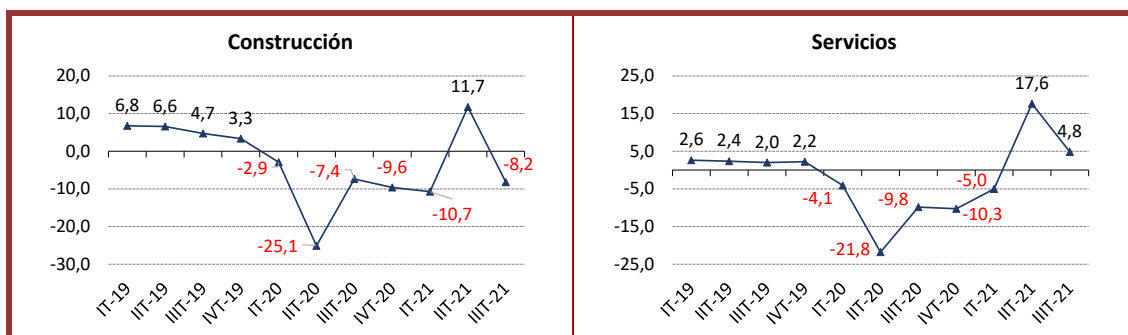 Construcción
20,0
10,0
0,0
-10,0
-20,0
-30,0
6,8
6,6
4,7
3,3
-2,9
-25,1
-7,4
-9,6
-10,7
11,7
-8,2
IT-19
IIT-19
IIIT-19
IVT-19
IT-20
IIT-20
IIIT-20
IVT-20
IT-21
IIT-21
IIIT-21
Servicios
25,0
15,0
5,0
-5,0
-15,0
-25,0
2,6
2,4
2,0
2,2
-4,1
-21,8
-9,8
-10,3
-5,0
17,6
4,8
IT-19
IIT-19
IIIT-19
IVT-19
IT-20
IIT-20
IIIT-20
IVT-20
IT-21
IIT-21
IIIT-21